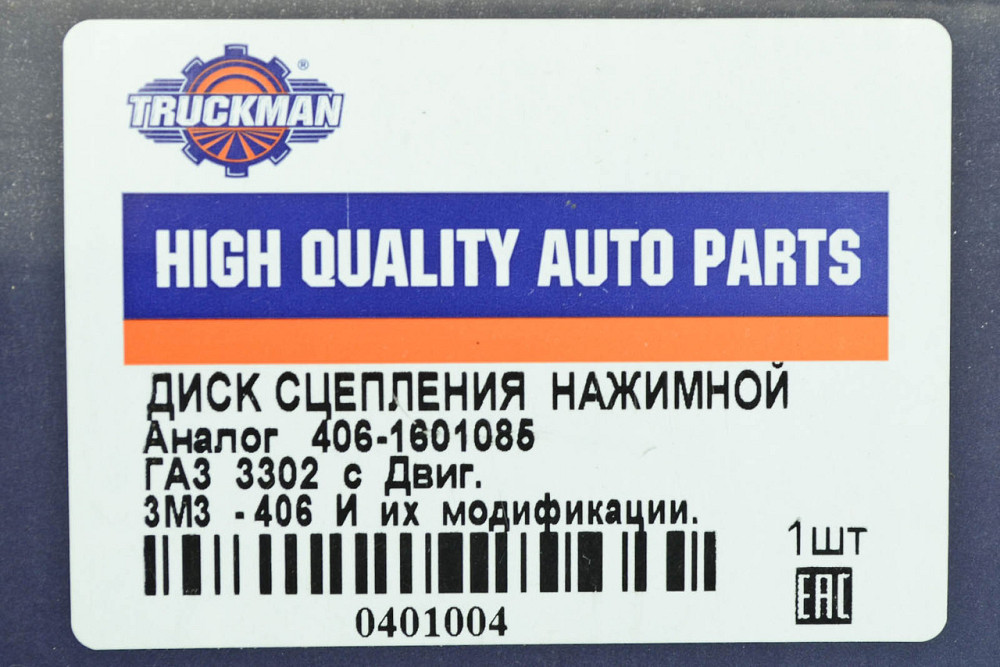 TRUCKMAN ®
HIGH QUALITY AUTO PARTS
ДИСК СЦЕПЛЕНИЯ НАЖИМНОЙ
Аналог 406-1601085
ГАЗ 3302 с Двиг.
ЗМЗ - 406 И их модификации.
1шт
0401004
EAC